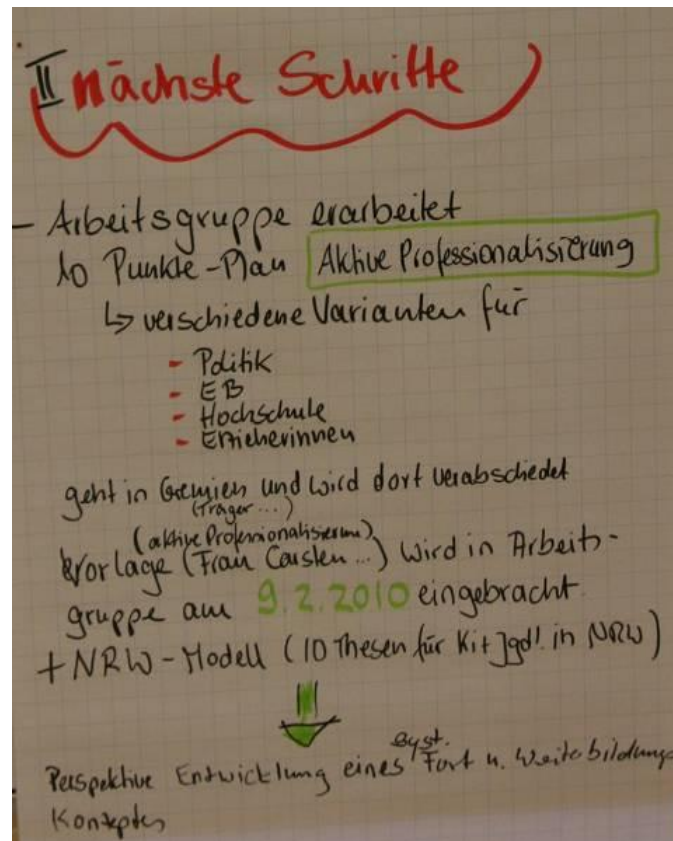 II nächste Schritte
- Arbeitsgruppe erarbeitet
10 Punkte-Plan Aktive Professionalisierung
↳ verschiedene Varianten für
- Politik
- EB
- Hochschule
- Erzieherinnen
geht in Gremien und wird dort verabschiedet
(Träger...)
(aktive Professionalisierung)
Vorlage (Frau Carsten...) wird in Arbeits-
gruppe am 9.2.2010 eingebracht.
+ NRW-Modell (10 Thesen für Kit Jgdl. in NRW)
syst.
Perspektive Entwicklung eines Fort u. Weiterbildungs
Konzeptes